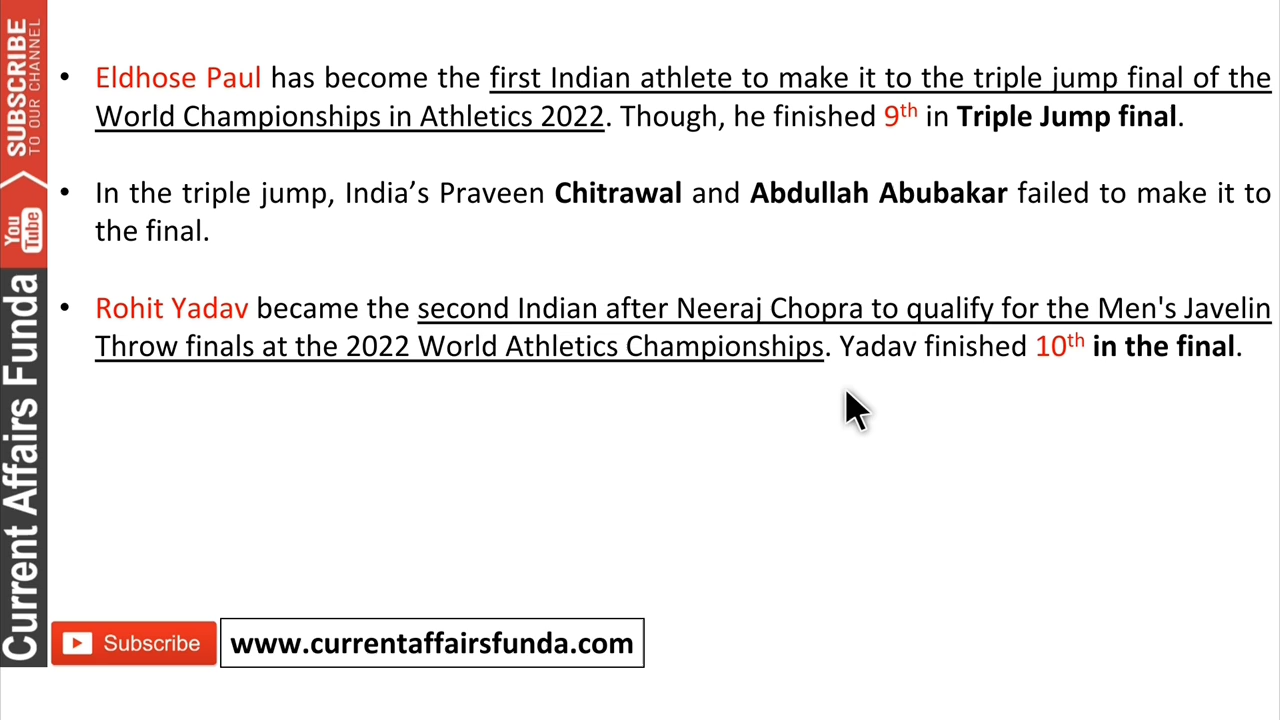 • Eldhose Paul has become the first Indian athlete to make it to the triple jump final of the
World Championships in Athletics 2022. Though, he finished 9th in Triple Jump final.
• In the triple jump, India’s Praveen Chitrawal and Abdullah Abubakar failed to make it to
the final.
• Rohit Yadav became the second Indian after Neeraj Chopra to qualify for the Men's Javelin
Throw finals at the 2022 World Athletics Championships. Yadav finished 10th in the final.
SUBSCRIBE
TO OUR CHANNEL
You
Tube
Current Affairs Funda
Subscribe
www.currentaffairsfunda.com